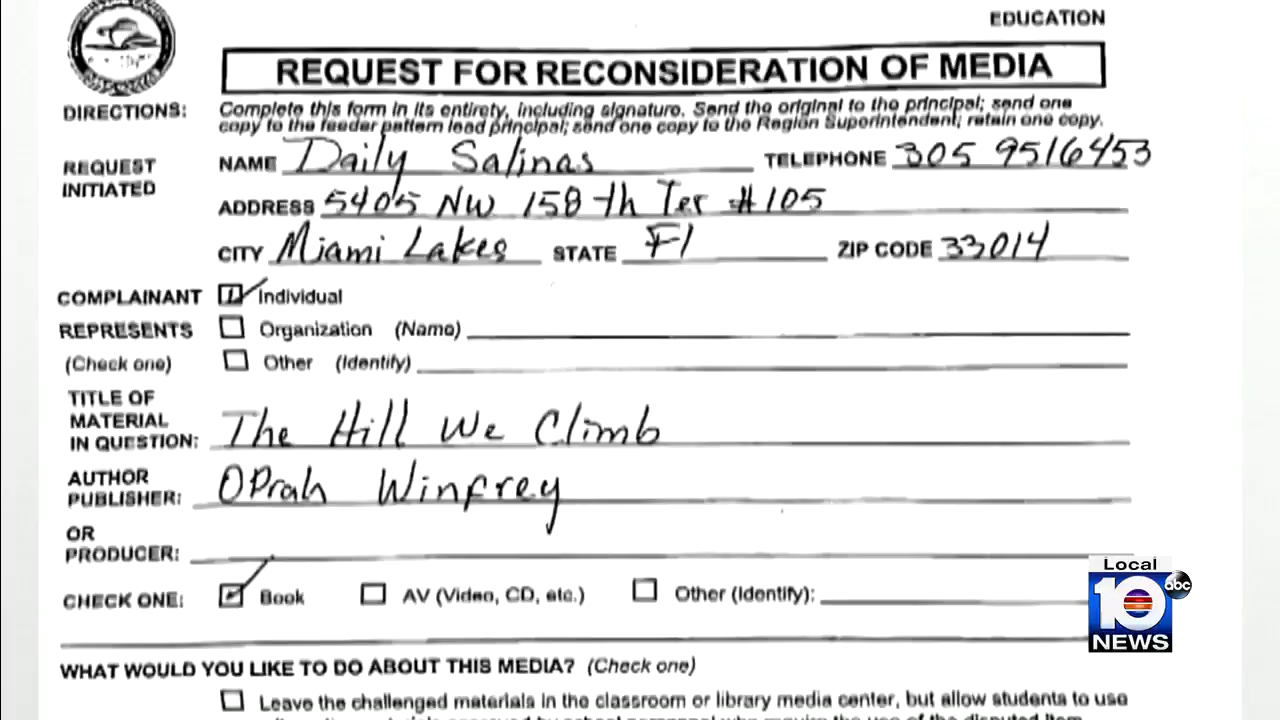 EDUCATION
REQUEST FOR RECONSIDERATION OF MEDIA
DIRECTIONS: Complete this form in its entirety, including signature. Send the original to the principal; send one
copy to the feeder pattern lead principal; send one copy to the Region Superintendent; retain one copy.
REQUEST
INITIATED
NAME Daily Salinas TELEPHONE 305 9516453
ADDRESS 5405 NW 158 th Ter #105
CITY Miami Lakes STATE Fl ZIP CODE 33014
COMPLAINANT Individual
REPRESENTS Organization (Name)
(Check one) Other (Identify)
TITLE OF
MATERIAL
IN QUESTION: The Hill We Climb
AUTHOR
PUBLISHER: Oprah Winfrey
OR
PRODUCER:
CHECK ONE: Book AV (Video, CD, etc.) Other (Identify):
Local
10 abc
NEWS
WHAT WOULD YOU LIKE TO DO ABOUT THIS MEDIA? (Check one)
Leave the challenged materials in the classroom or library media center, but allow students to use